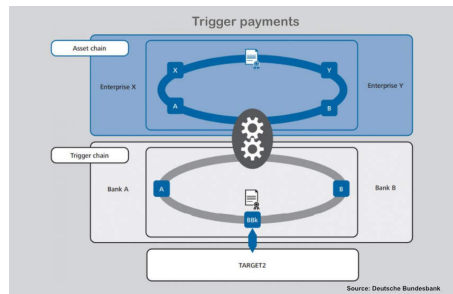 Trigger payments
Asset chain
X
Y
Enterprise X
Enterprise Y
A
B
Trigger chain
Bank A
A
B
Bank B
BBk
TARGET2
Source: Deutsche Bundesbank